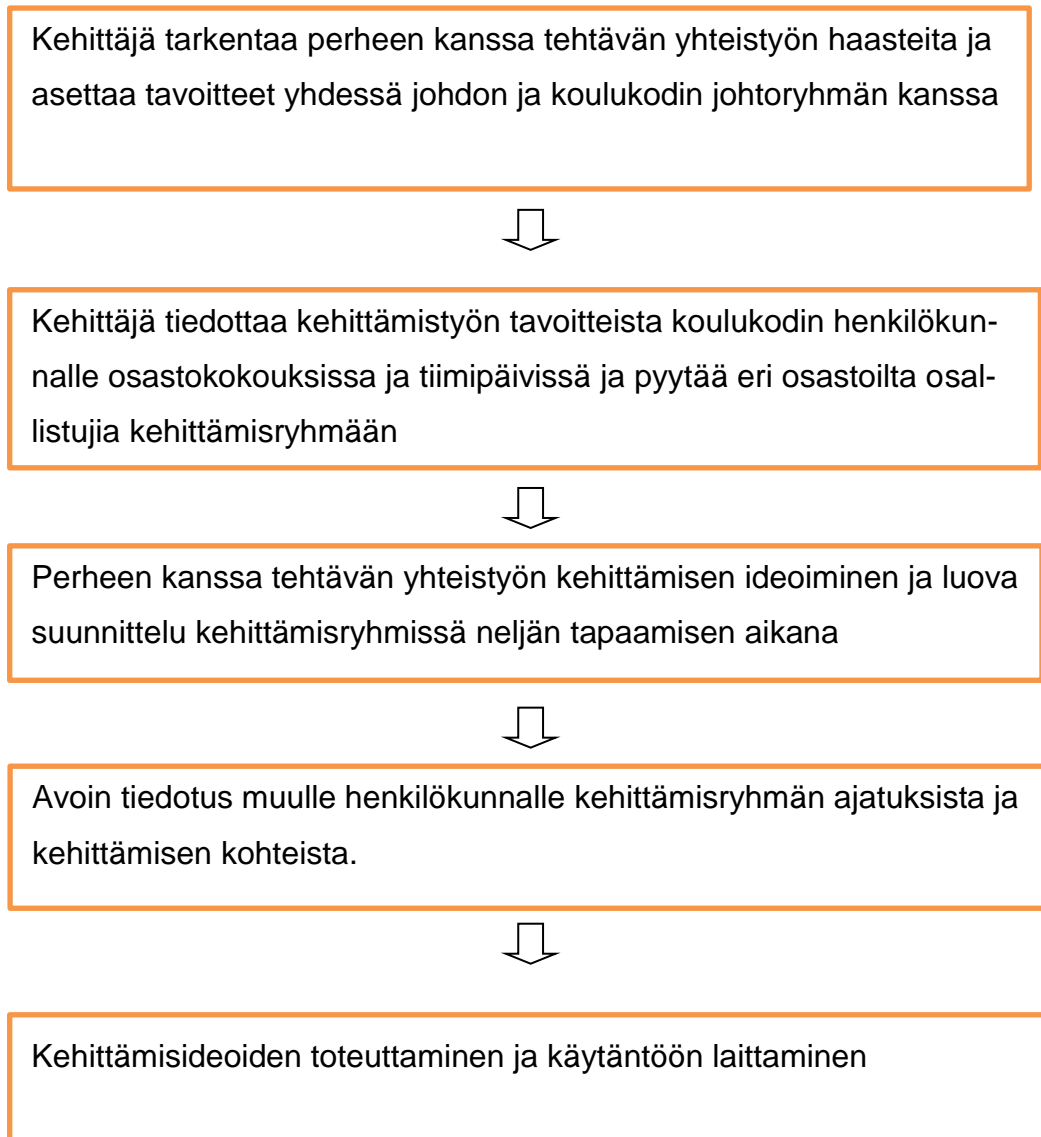 Kehittäjä tarkentaa perheen kanssa tehtävän yhteistyön haasteita ja
asettaa tavoitteet yhdessä johdon ja koulukodin johtoryhmän kanssa
Kehittäjä tiedottaa kehittämistyön tavoitteista koulukodin henkilökun-
nalle osastokokouksissa ja tiimipäivissä ja pyytää eri osastoilta osal-
listujia kehittämisryhmään
Perheen kanssa tehtävän yhteistyön kehittämisen ideoiminen ja luova
suunnittelu kehittämisryhmissä neljän tapaamisen aikana
Avoin tiedotus muulle henkilökunnalle kehittämisryhmän ajatuksista ja
kehittämisen kohteista.
Kehittämisideoiden toteuttaminen ja käytäntöön laittaminen